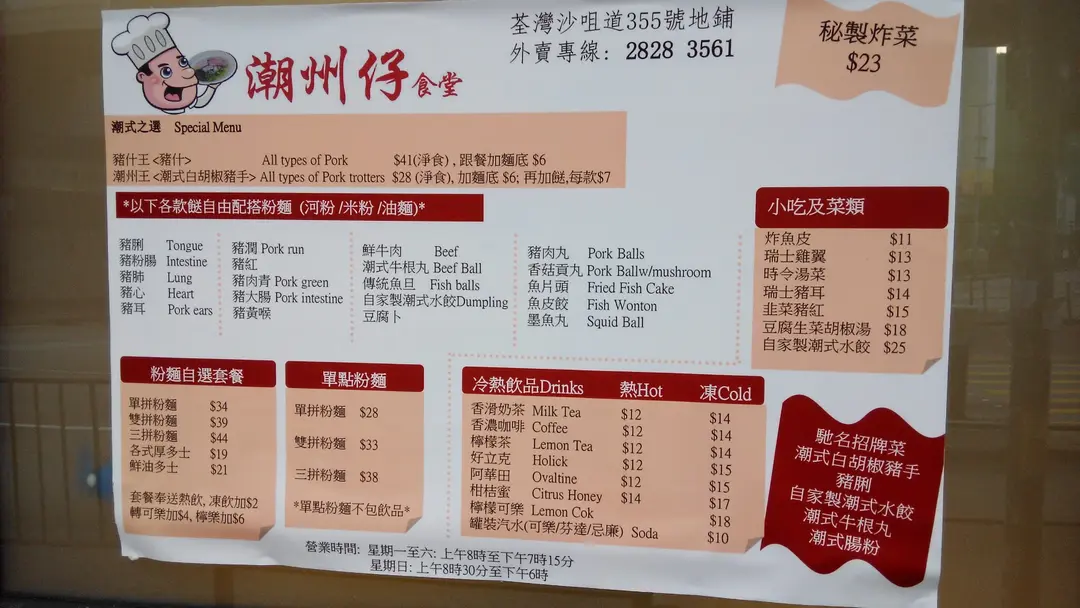 荃灣沙咀道355號地鋪
外賣專線: 2828 3561
潮州仔食堂
秘製炸菜
$23
潮式之選 Special Menu
豬什王<豬什> All types of Pork $41(淨食) , 跟餐加麵底 $6
潮州王<潮式白胡椒豬手> All types of Pork trotters $28 (淨食), 加麵底 $6; 再加餸,每款$7
*以下各款餸自由配搭粉麵 (河粉 /米粉 /油麵)*
豬脷 Tongue
豬粉腸 Intestine
豬肺 Lung
豬心 Heart
豬耳 Pork ears
豬潤 Pork run
豬紅
豬肉青 Pork green
豬大腸 Pork intestine
豬黃喉
鮮牛肉 Beef
潮式牛根丸 Beef Ball
傳統魚旦 Fish balls
自家製潮式水餃Dumpling
豆腐卜
豬肉丸 Pork Balls
香菇貢丸 Pork Ballw/mushroom
魚片頭 Fried Fish Cake
魚皮餃 Fish Wonton
墨魚丸 Squid Ball
小吃及菜類
炸魚皮 $11
瑞士雞翼 $13
時令湯菜 $13
瑞士豬耳 $14
韭菜豬紅 $15
豆腐生菜胡椒湯 $18
自家製潮式水餃 $25
粉麵自選套餐
單拼粉麵 $34
雙拼粉麵 $39
三拼粉麵 $44
各式厚多士 $19
鮮油多士 $21
套餐奉送熱飲, 凍飲加$2
轉可樂加$4, 檸樂加$6
單點粉麵
單拼粉麵 $28
雙拼粉麵 $33
三拼粉麵 $38
*單點粉麵不包飲品*
冷熱飲品Drinks 熱Hot 凍Cold
香滑奶茶 Milk Tea $12 $14
香濃咖啡 Coffee $12 $14
檸檬茶 Lemon Tea $12 $14
好立克 Holick $12 $15
阿華田 Ovaltine $12 $15
柑桔蜜 Citrus Honey $14 $17
檸檬可樂 Lemon Cok $18
罐裝汽水(可樂/芬達/忌廉) Soda $10
馳名招牌菜
潮式白胡椒豬手
豬脷
自家製潮式水餃
潮式牛根丸
潮式腸粉
營業時間: 星期一至六: 上午8時至下午7時15分
星期日: 上午8時30分至下午6時